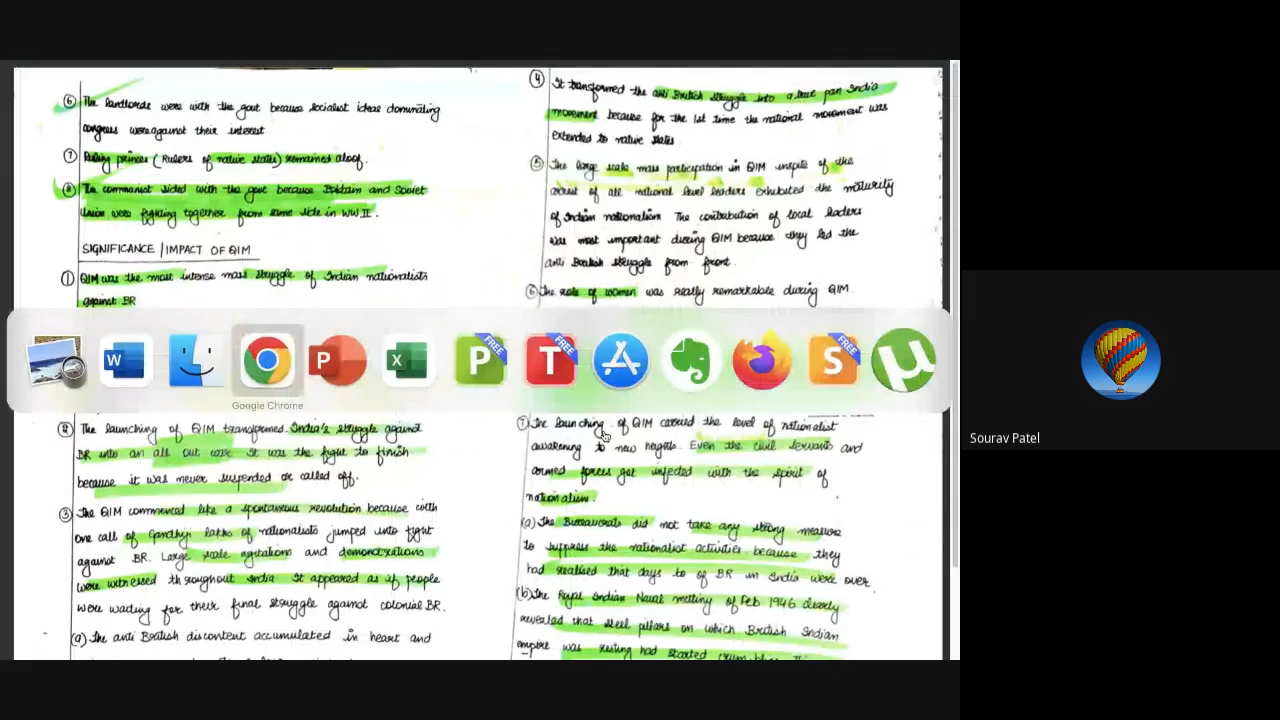 ⑥ The landlords were with the govt because socialist ideas dominating
congress were against their interest
⑦ Ruling princes ( Rulers of native states) remained aloof.
⑧ The communist sided with the govt because Britain and Soviet
Union were fighting together from same side in WW II.
SIGNIFICANCE / IMPACT OF QIM
① QIM was the most intense mass struggle of Indian nationalists
against BR
② The launching of QIM transformed India's struggle against
BR into an all out war It was the fight to finish
because it was never suspended or called off.
③ The QIM commenced like a spontaneous revolution because with
one call of Gandhiji lakhs of nationalists jumped into fight
against BR. Large scale agitations and demonstrations
were witnessed throughout India It appeared as if people
were wading for their final struggle against colonial BR.
(a) The anti British discontent accumulated in heart and
④ It transformed the anti British struggle into a true pan India
movement because for the 1st time the national movement was
extended to native states.
⑤ The large scale mass participation in QIM inspite of the
arrest of all national level leaders exhibited the maturity
of Indian nationalism The contribution of local leaders
was most important during QIM because they led the
anti British struggle from front.
⑥ The role of women was really remarkable during QIM
⑦ The launching of QIM carried the level of nationalist
awakening to new heights. Even the civil servants and
armed forces got infected with the spirit of
nationalism.
(a) The Bureaucrats did not take any strong measure
to suppress the nationalist activities because they
had realised that days to of BR in India were over.
(b) The Royal Indian Naval mutiny of Feb 1946 clearly
revealed that steel pillars on which British Indian
empire was resting had started
W
P
X
P
FREE
T
FREE
S
FREE
µ
Google Chrome
Sourav Patel